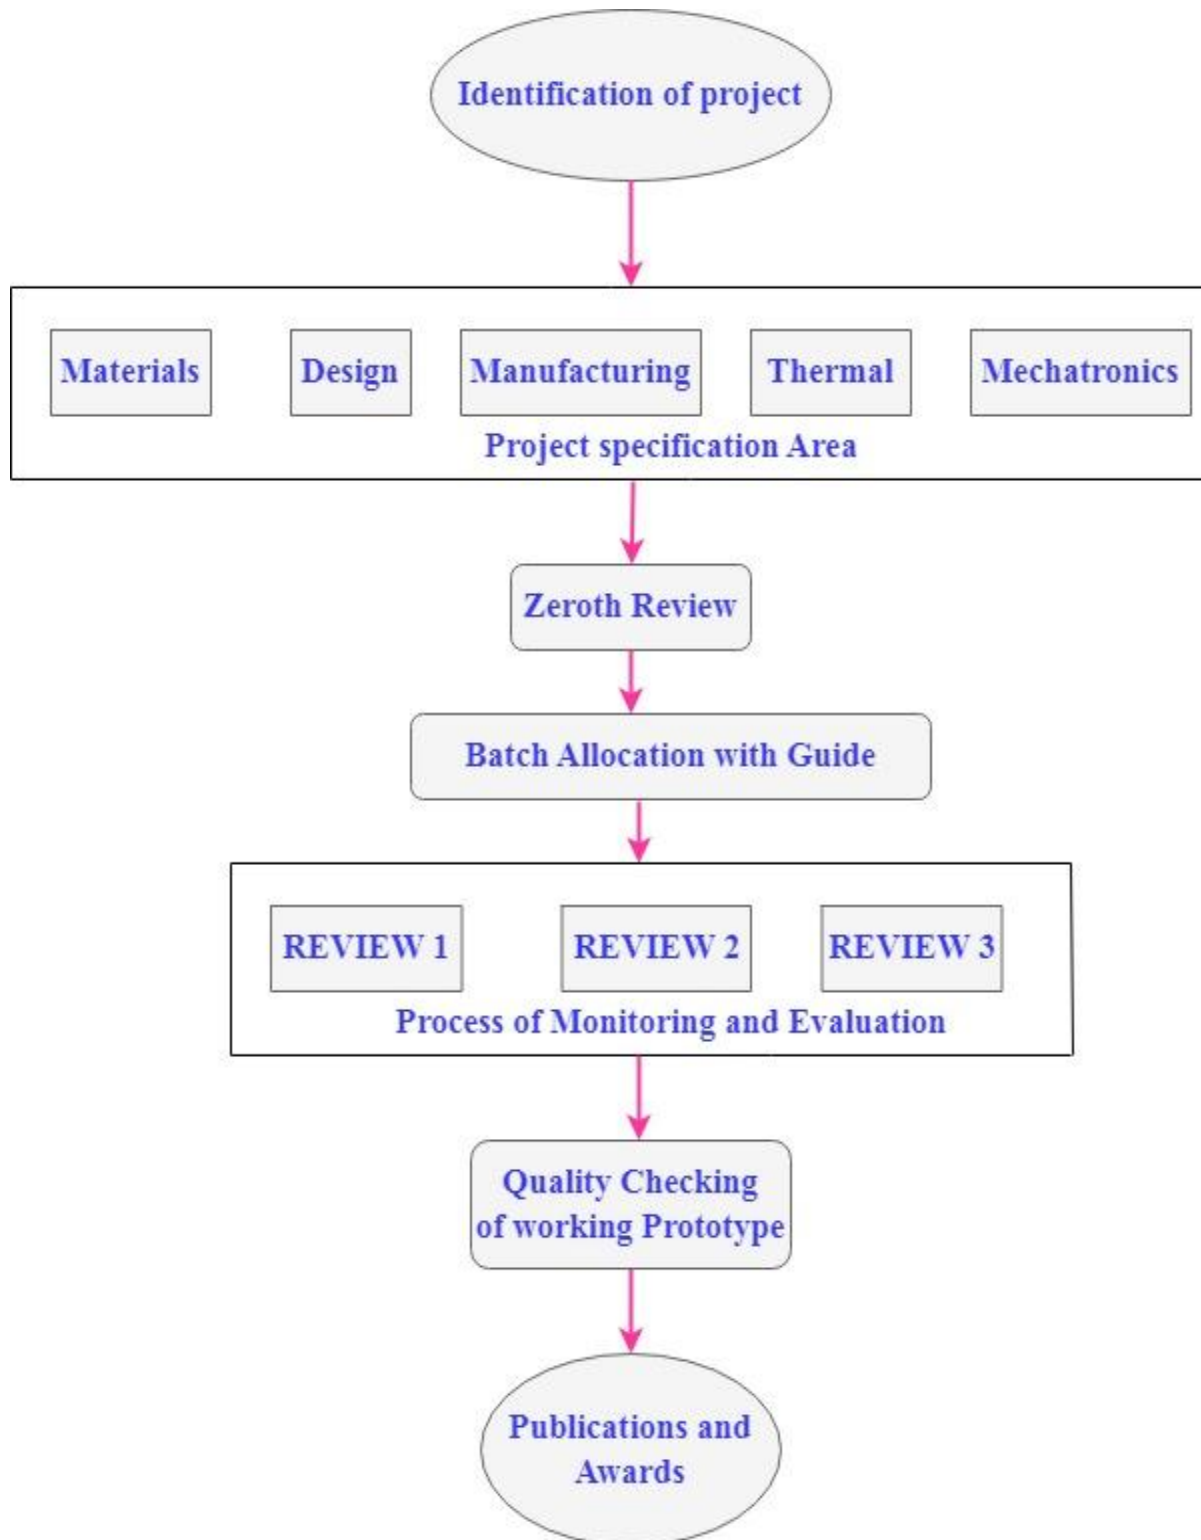 Identification of project
Materials
Design
Manufacturing
Thermal
Mechatronics
Project specification Area
Zeroth Review
Batch Allocation with Guide
REVIEW 1
REVIEW 2
REVIEW 3
Process of Monitoring and Evaluation
Quality Checking
of working Prototype
Publications and
Awards